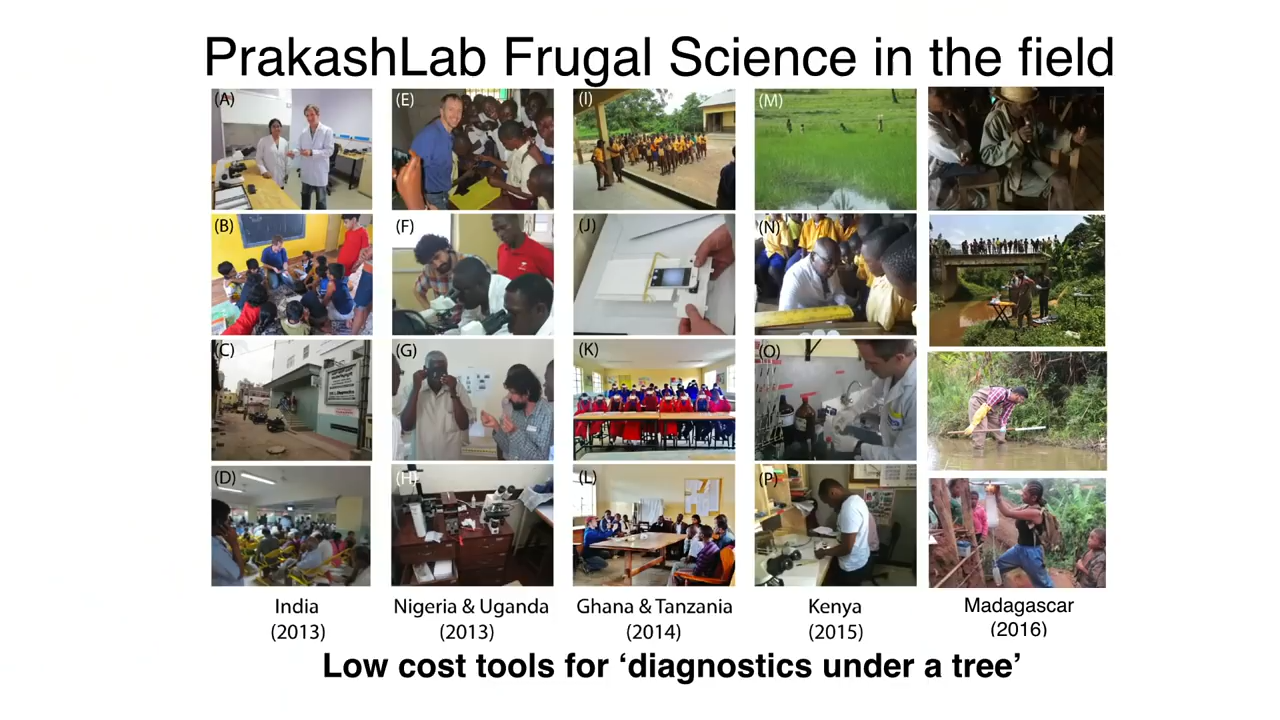 PrakashLab Frugal Science in the field
(A)
(E)
(I)
(M)
(B)
(F)
(J)
(N)
(C)
(G)
(K)
(O)
(D)
(H)
(L)
(P)
India
(2013)
Nigeria & Uganda
(2013)
Ghana & Tanzania
(2014)
Kenya
(2015)
Madagascar
(2016)
Low cost tools for ‘diagnostics under a tree’